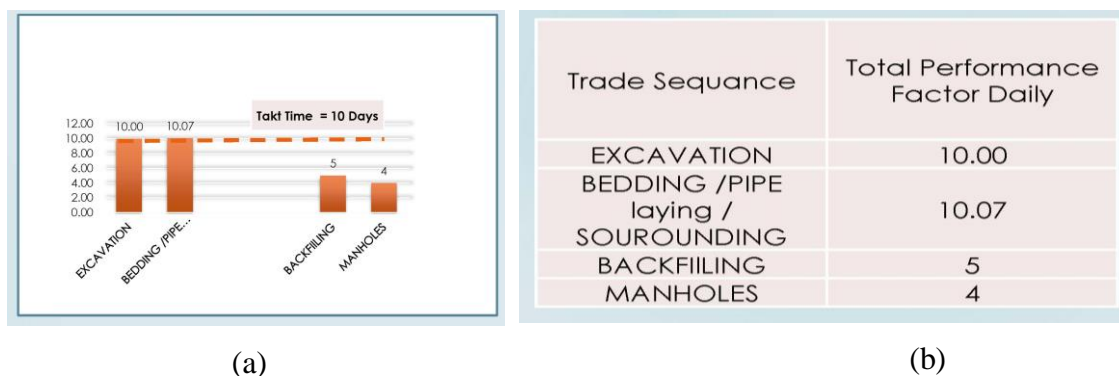 Takt Time = 10 Days
12.00
10.00
8.00
6.00
4.00
2.00
0.00
10.00
10.07
5
4
EXCAVATION
BEDDING /PIPE...
BACKFIILING
MANHOLES
(a)
Trade Sequance
Total Performance
Factor Daily
EXCAVATION
10.00
BEDDING /PIPE
laying /
SOUROUNDING
10.07
BACKFIILING
5
MANHOLES
4
(b)